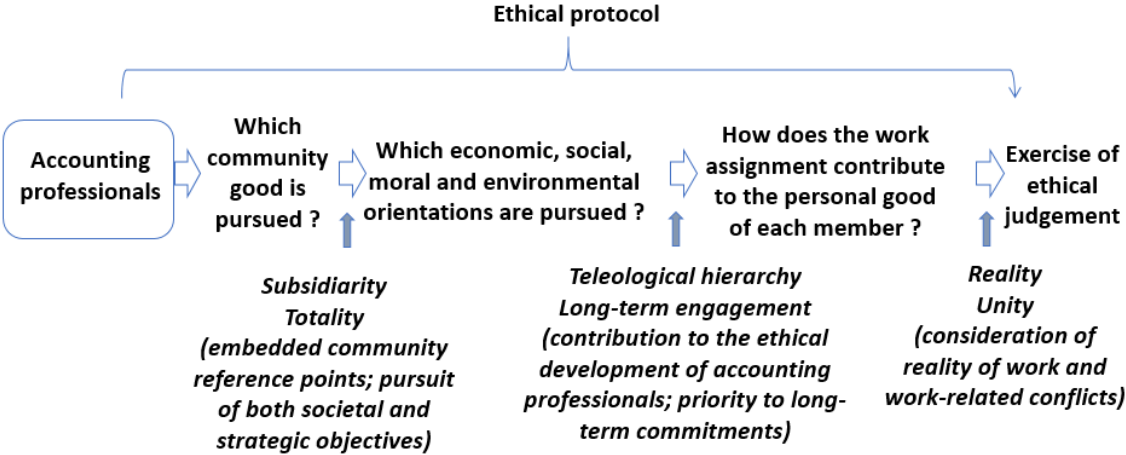 Ethical protocol
Accounting
professionals
Which
community
good is
pursued ?
Which economic, social,
moral and environmental
orientations are pursued ?
How does the work
assignment contribute
to the personal good
of each member ?
Exercise of
ethical
judgement
Subsidiarity
Totality
(embedded community
reference points; pursuit
of both societal and
strategic objectives)
Teleological hierarchy
Long-term engagement
(contribution to the ethical
development of accounting
professionals; priority to long-
term commitments)
Reality
Unity
(consideration of
reality of work and
work-related conflicts)